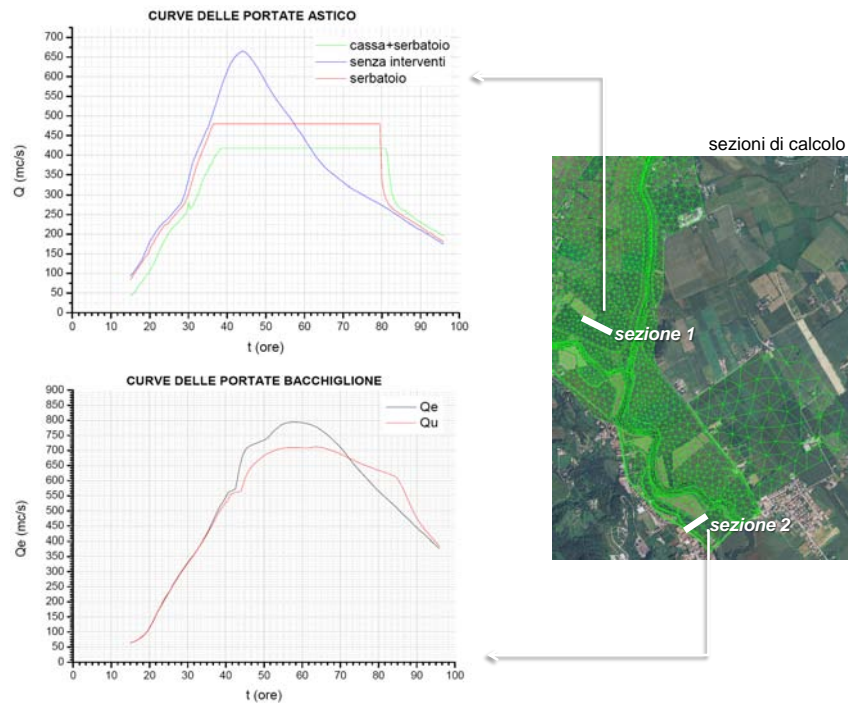 CURVE DELLE PORTATE ASTICO
700
650
600
550
500
450
400
350
300
250
200
150
100
50
0
Q (mc/s)
cassa+serbatoio
senza interventi
serbatoio
0 10 20 30 40 50 60 70 80 90 100
t (ore)
sezioni di calcolo
sezione 1
sezione 2
CURVE DELLE PORTATE BACCHIGLIONE
900
850
800
750
700
650
600
550
500
450
400
350
300
250
200
150
100
50
0
Qe (mc/s)
Qe
Qu
0 10 20 30 40 50 60 70 80 90 100
t (ore)